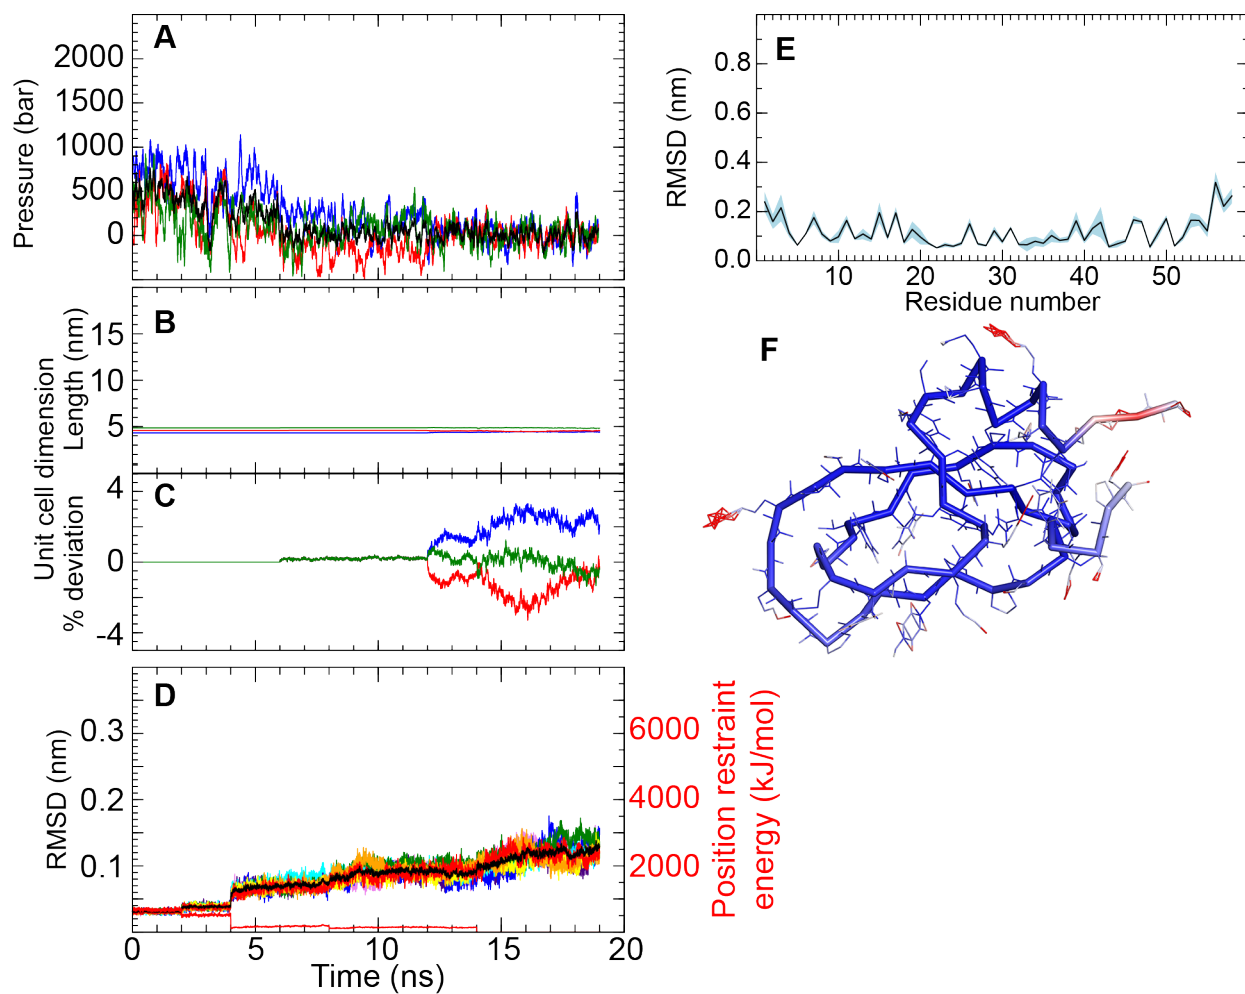 A
2000
1500
1000
500
0
Pressure (bar)
B
15
10
5
Unit cell dimension
Length (nm)
C
4
0
−4
% deviation
D
0.3
0.2
0.1
RMSD (nm)
6000
4000
2000
Position restraint
energy (kJ/mol)
0 5 10 15 20
Time (ns)
E
0.8
0.6
0.4
0.2
0.0
RMSD (nm)
10 20 30 40 50
Residue number
F